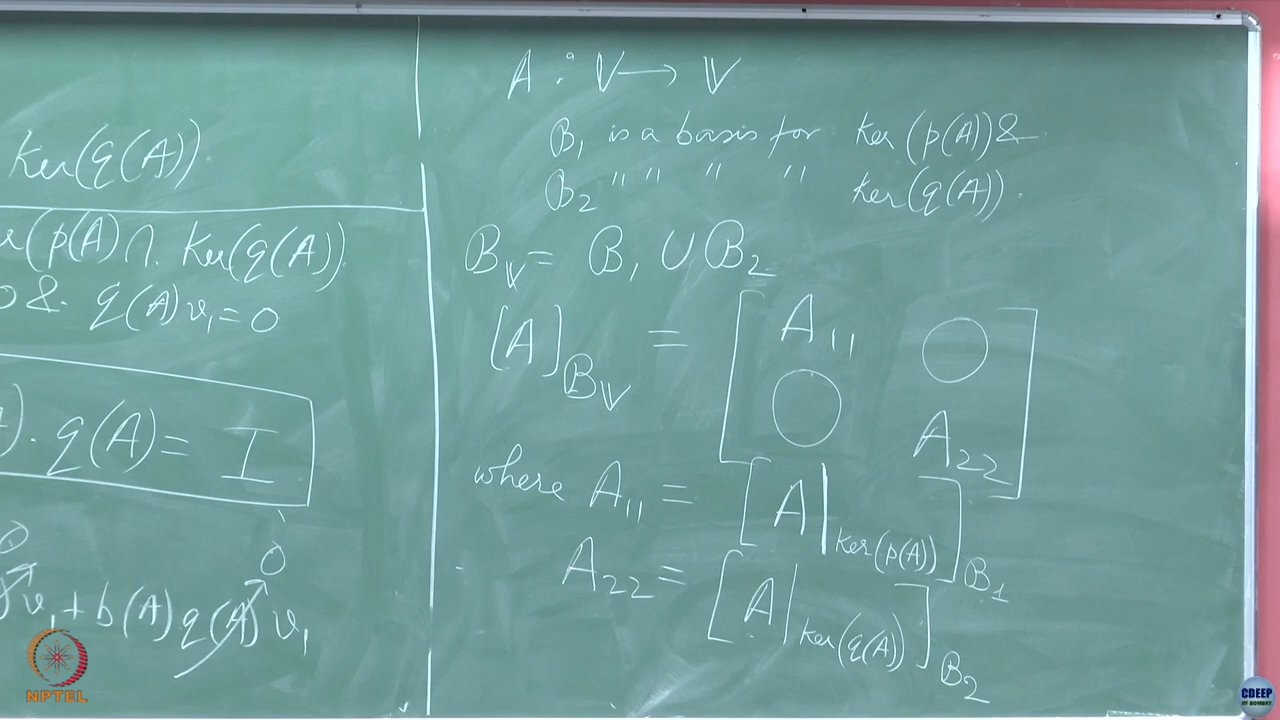 Ker(q(A)).
(p(A) ∩ Ker(q(A))
0 & q(A)v₁ = 0
). q(A) = I
0
0
v₁ + b(A) q(A) v₁
A : V → V
B₁ is a basis for ker(p(A)) &
B₂ " " " " ker(q(A)).
B_V = B₁ ∪ B₂
[A]_{B_V} = [ A₁₁ 0
0 A₂₂ ]
where A₁₁ = [ A|_{ker(p(A))} ]_{B₁}
A₂₂ = [ A|_{ker(q(A))} ]_{B₂}
NPTEL
CDEEP
IIT BOMBAY